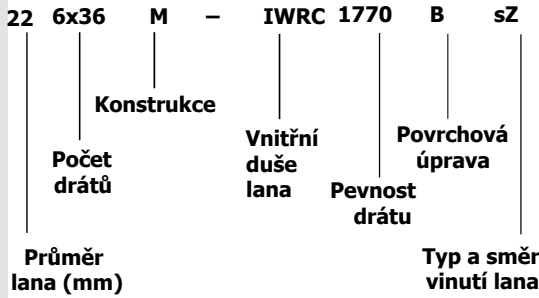 22 6x36 M – IWRC 1770 B sZ
Konstrukce
Vnitřní
duše
lana
Povrchová
úprava
Počet
drátů
Pevnost
drátu
Průměr
lana (mm)
Typ a směr
vinutí lana